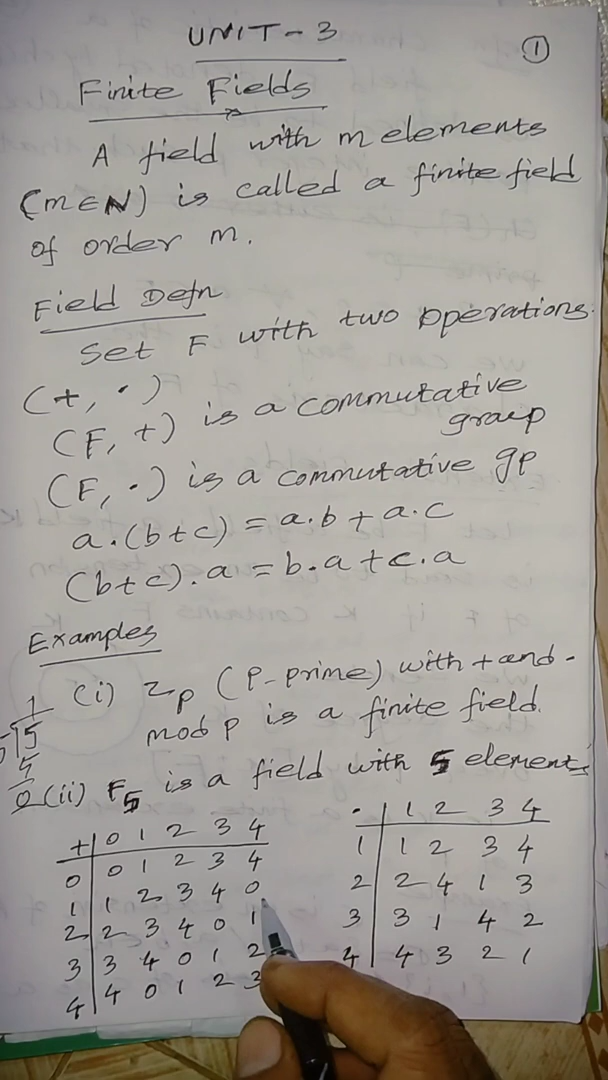 UNIT-3
1
Finite Fields
A field with m elements
(m∈N) is called a finite field
of order m.
Field Defn
Set F with two operations.
(+, ·)
(F, +) is a commutative
group
(F, ·) is a commutative gp
a.(b+c) = a.b + a.c
(b+c).a = b.a + c.a
Examples
(i) Zp (P-prime) with + and ·
mod p is a finite field.
1
5
5
0
(ii) F5 is a field with 5 elements
+ 0 1 2 3 4
0 0 1 2 3 4
1 1 2 3 4 0
2 2 3 4 0 1
3 3 4 0 1 2
4 4 0 1 2 3
· 1 2 3 4
1 1 2 3 4
2 2 4 1 3
3 3 1 4 2
4 4 3 2 1